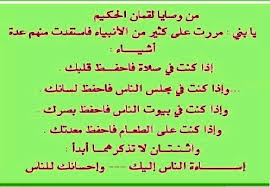 من وصايا لقمان الحكيم
يا بني : مررت على كثير من الأنبياء فاستفدت منهم عدة
أشياء :
إذا كنت في صلاة فاحفظ قلبك .
...وإذا كنت في مجلس الناس فاحفظ لسانك .
وإذا كنت في بيوت الناس فاحفظ بصرك .
وإذا كنت على الطعام فاحفظ معدتك .
واثنتان لا تذكرهما أبدا :
إساءة الناس إليك --- وإحسانك للناس